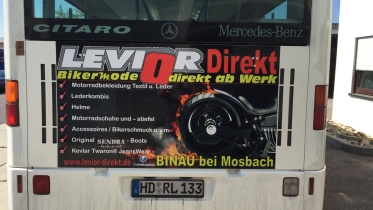 CITARO Mercedes-Benz
LEVIOR Direkt
Bikermode direkt ab Werk
Motorradbekleidung Textil u. Leder
Lederkombis
Helme
Motorradschuhe und - stiefel
Accessoires / Bikerschmuck u.v.m.
Original SENDRA - Boots
Kevlar Twaron® JeansWear
www.levior-direkt.de
BINAU bei Mosbach
HD RL 133